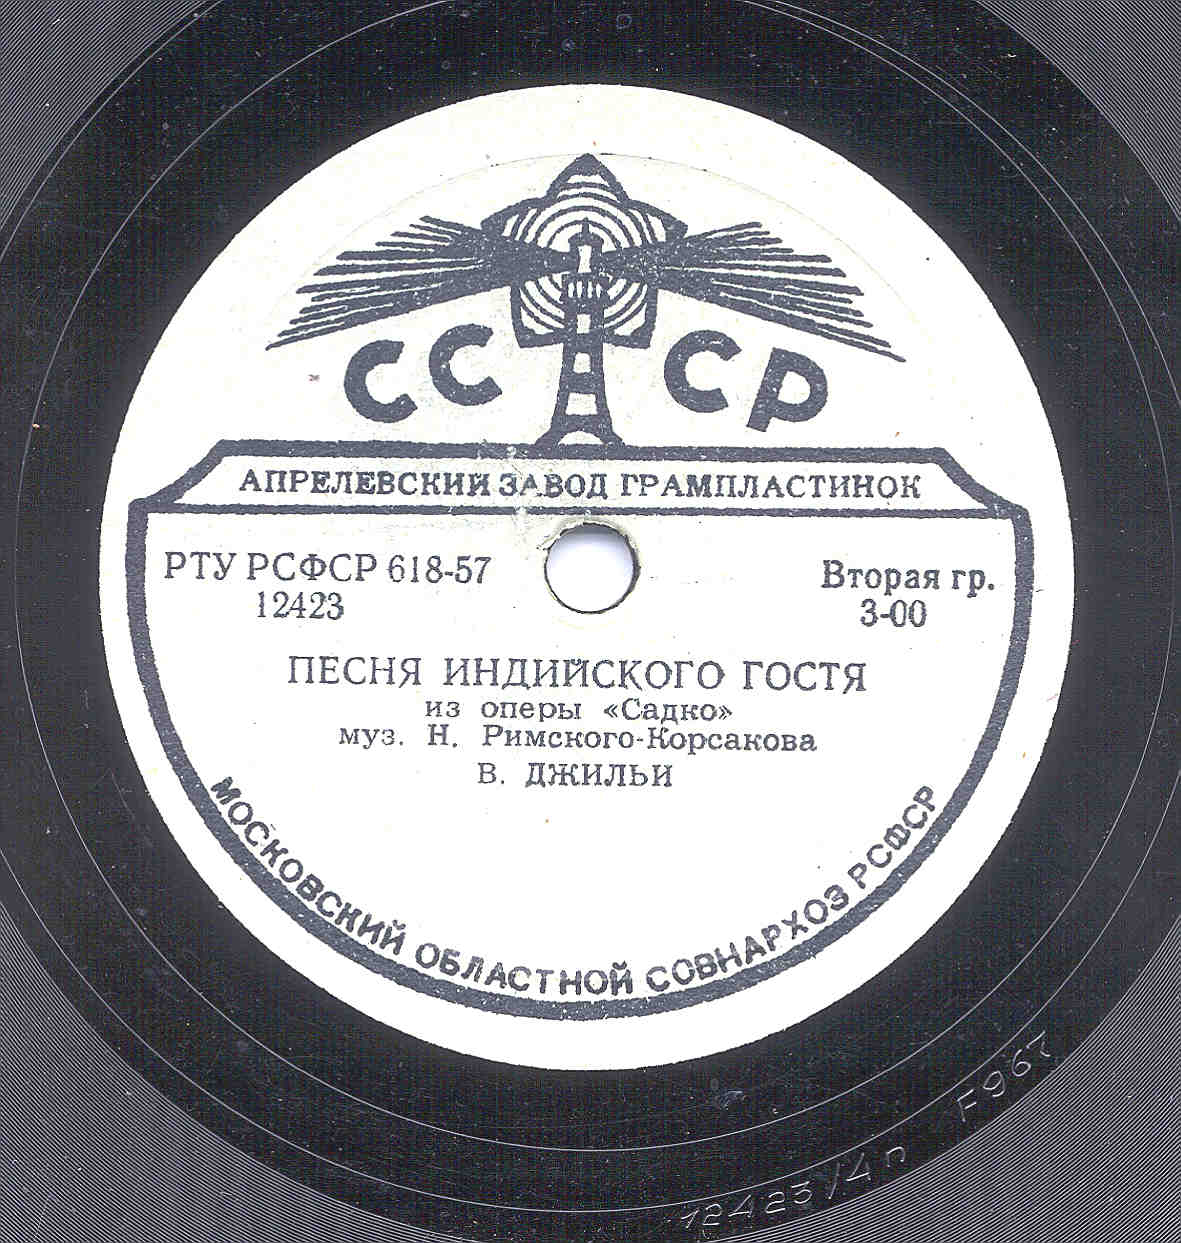 СССР
АПРЕЛЕВСКИЙ ЗАВОД ГРАМПЛАСТИНОК
РТУ РСФСР 618-57
12423
Вторая гр.
3-00
ПЕСНЯ ИНДИЙСКОГО ГОСТЯ
из оперы «Садко»
муз. Н. Римского-Корсакова
В. ДЖИЛЬИ
МОСКОВСКИЙ ОБЛАСТНОЙ СОВНАРХОЗ РСФСР
12423/4п F967